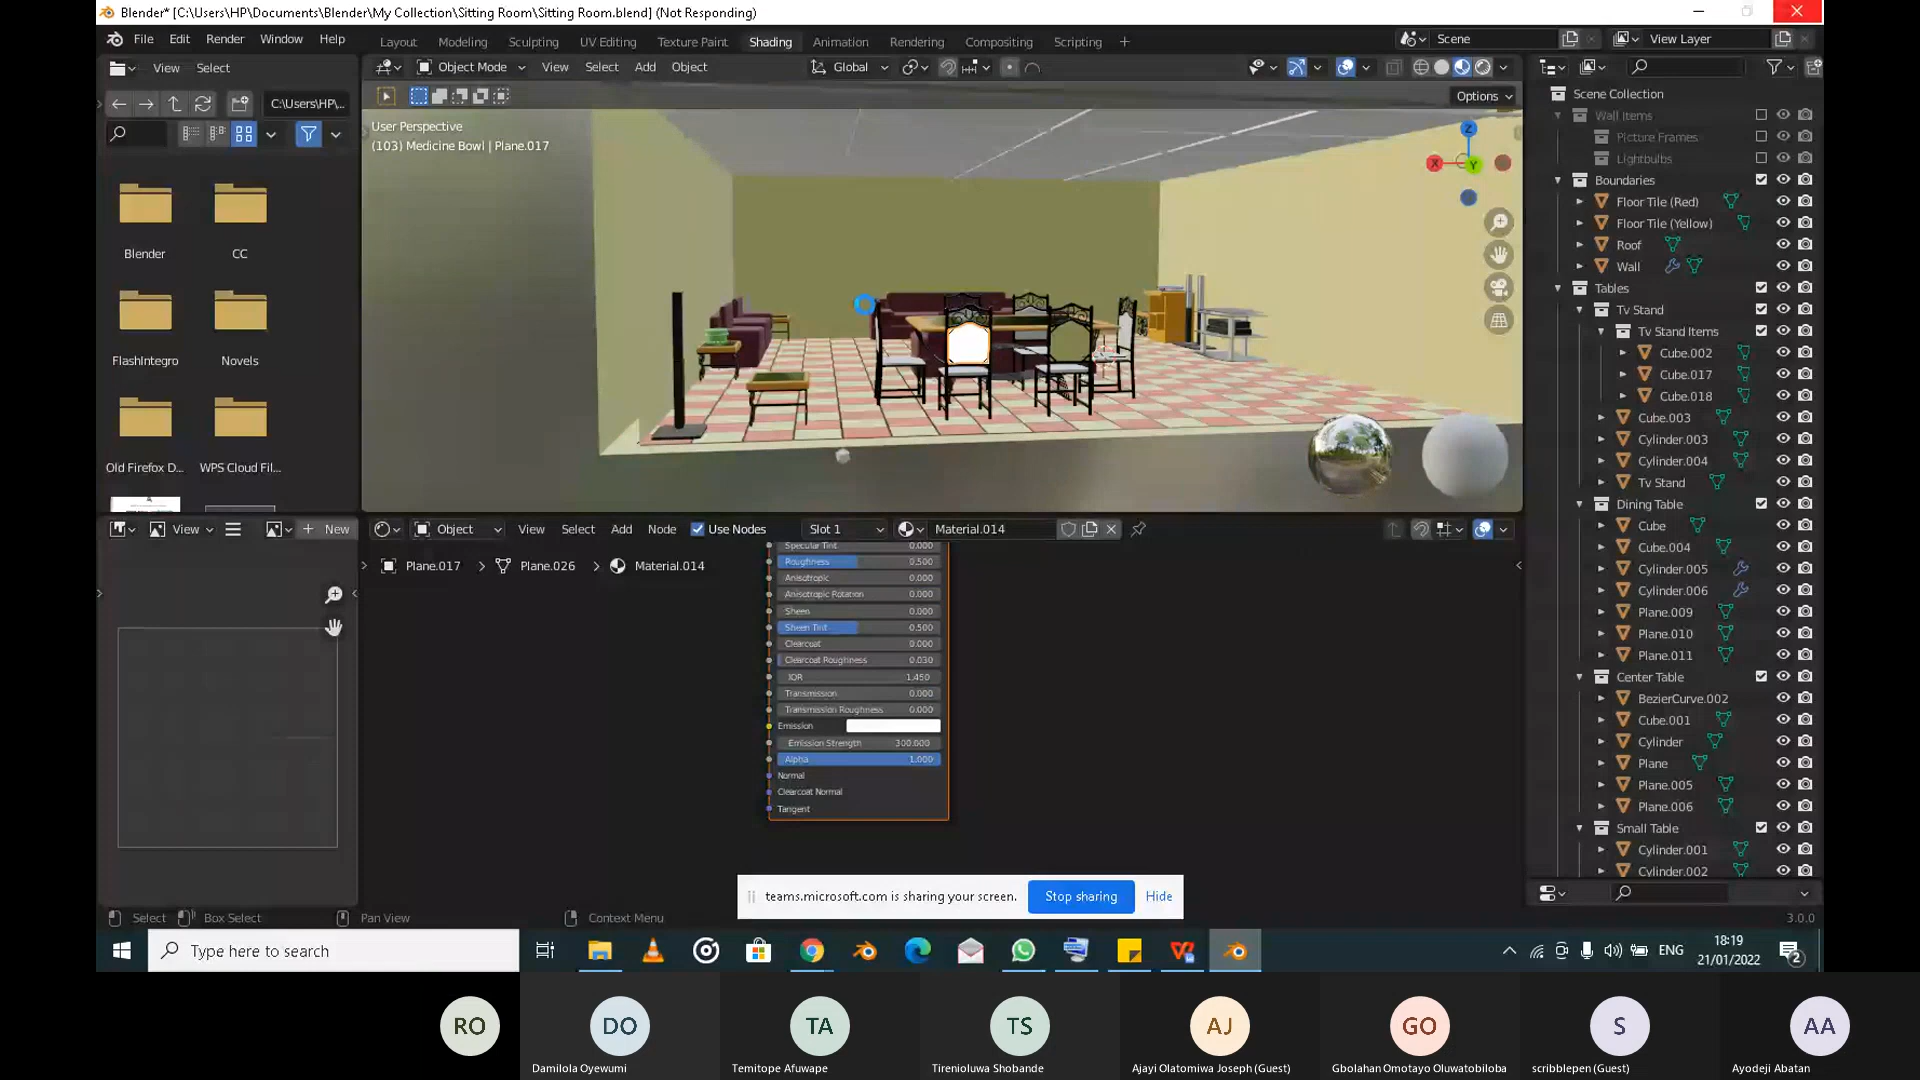 Blender* [C:\Users\HP\Documents\Blender\My Collection\Sitting Room\Sitting Room.blend] (Not Responding)
File Edit Render Window Help
Layout Modeling Sculpting UV Editing Texture Paint Shading Animation Rendering Compositing Scripting +
Scene
View Layer
View Select
Object Mode View Select Add Object
Global
C:\Users\HP\...
Options
User Perspective
(103) Medicine Bowl | Plane.017
Z
X
Y
Blender
CC
FlashIntegro
Novels
Old Firefox D...
WPS Cloud Fil...
Scene Collection
Wall Items
Picture Frames
Lightbulbs
Boundaries
Floor Tile (Red)
Floor Tile (Yellow)
Roof
Wall
Tables
Tv Stand
Tv Stand Items
Cube.002
Cube.017
Cube.018
Cube.003
Cylinder.003
Cylinder.004
Tv Stand
Dining Table
Cube
Cube.004
Cylinder.005
Cylinder.006
Plane.009
Plane.010
Plane.011
Center Table
BezierCurve.002
Cube.001
Cylinder
Plane
Plane.005
Plane.006
Small Table
Cylinder.001
Cylinder.002
View
New
Object View Select Add Node Use Nodes Slot 1 Material.014
Plane.017 > Plane.026 > Material.014
Specular Tint 0.000
Roughness 0.500
Anisotropic 0.000
Anisotropic Rotation 0.000
Sheen 0.000
Sheen Tint 0.500
Clearcoat 0.000
Clearcoat Roughness 0.030
IOR 1.450
Transmission 0.000
Transmission Roughness 0.000
Emission
Emission Strength 300.000
Alpha 1.000
Normal
Clearcoat Normal
Tangent
teams.microsoft.com is sharing your screen. Stop sharing Hide
Select Box Select Pan View Context Menu
3.0.0
Type here to search
ENG
18:19
21/01/2022
2
RO
DO
TA
TS
AJ
GO
S
AA
Damilola Oyewumi
Temitope Afuwape
Tirenioluwa Shobande
Ajayi Olatomiwa Joseph (Guest)
Gbolahan Omotayo Oluwatobiloba
scribblepen (Guest)
Ayodeji Abatan